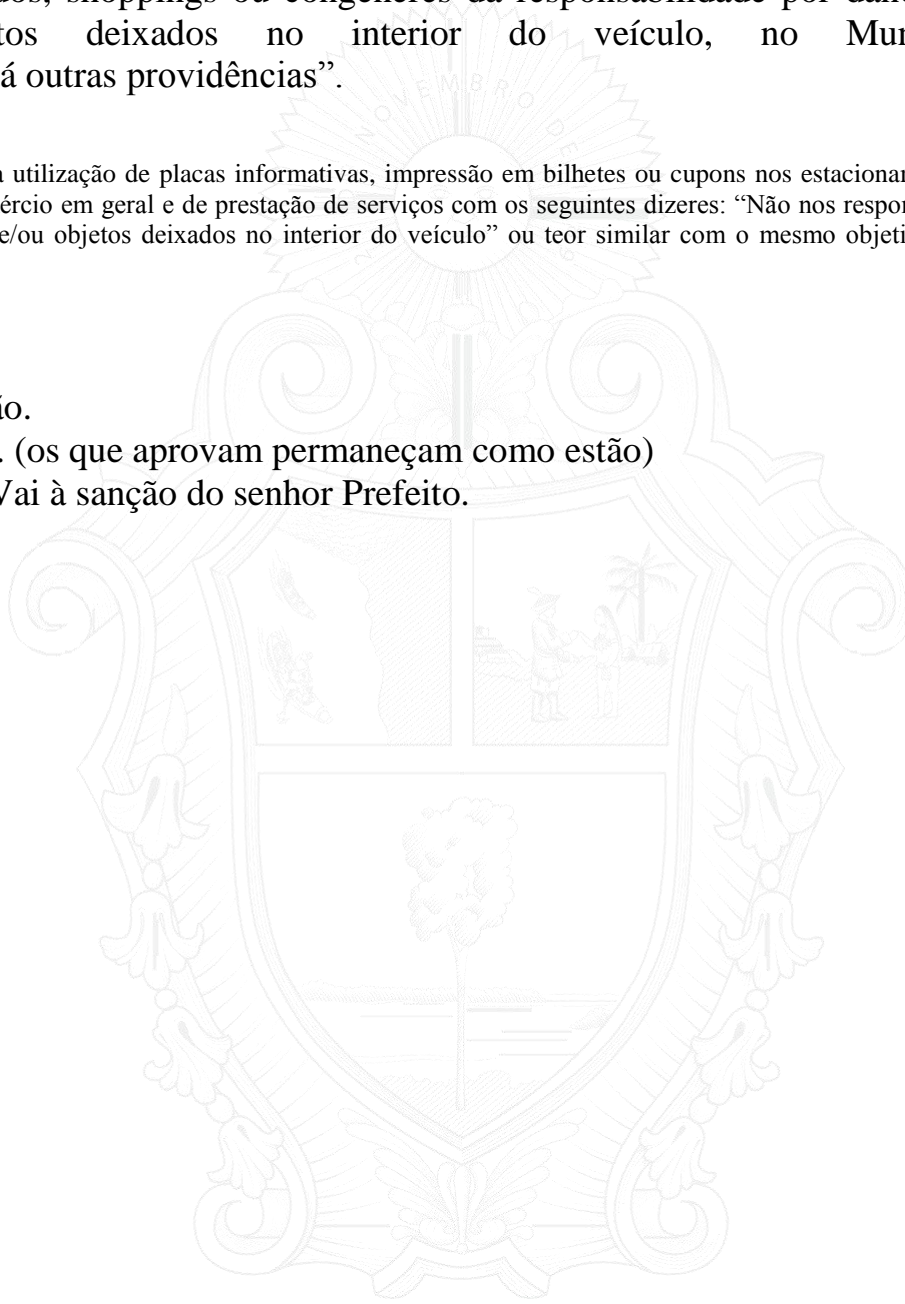 dos, shoppings ou congêneres da responsabilidade por dan
tos deixados no interior do veículo, no Mun
á outras providências”.
a utilização de placas informativas, impressão em bilhetes ou cupons nos estacionar
ércio em geral e de prestação de serviços com os seguintes dizeres: “Não nos respon
e/ou objetos deixados no interior do veículo” ou teor similar com o mesmo objeti
ão.
. (os que aprovam permaneçam como estão)
Vai à sanção do senhor Prefeito.
NOVEMBRO